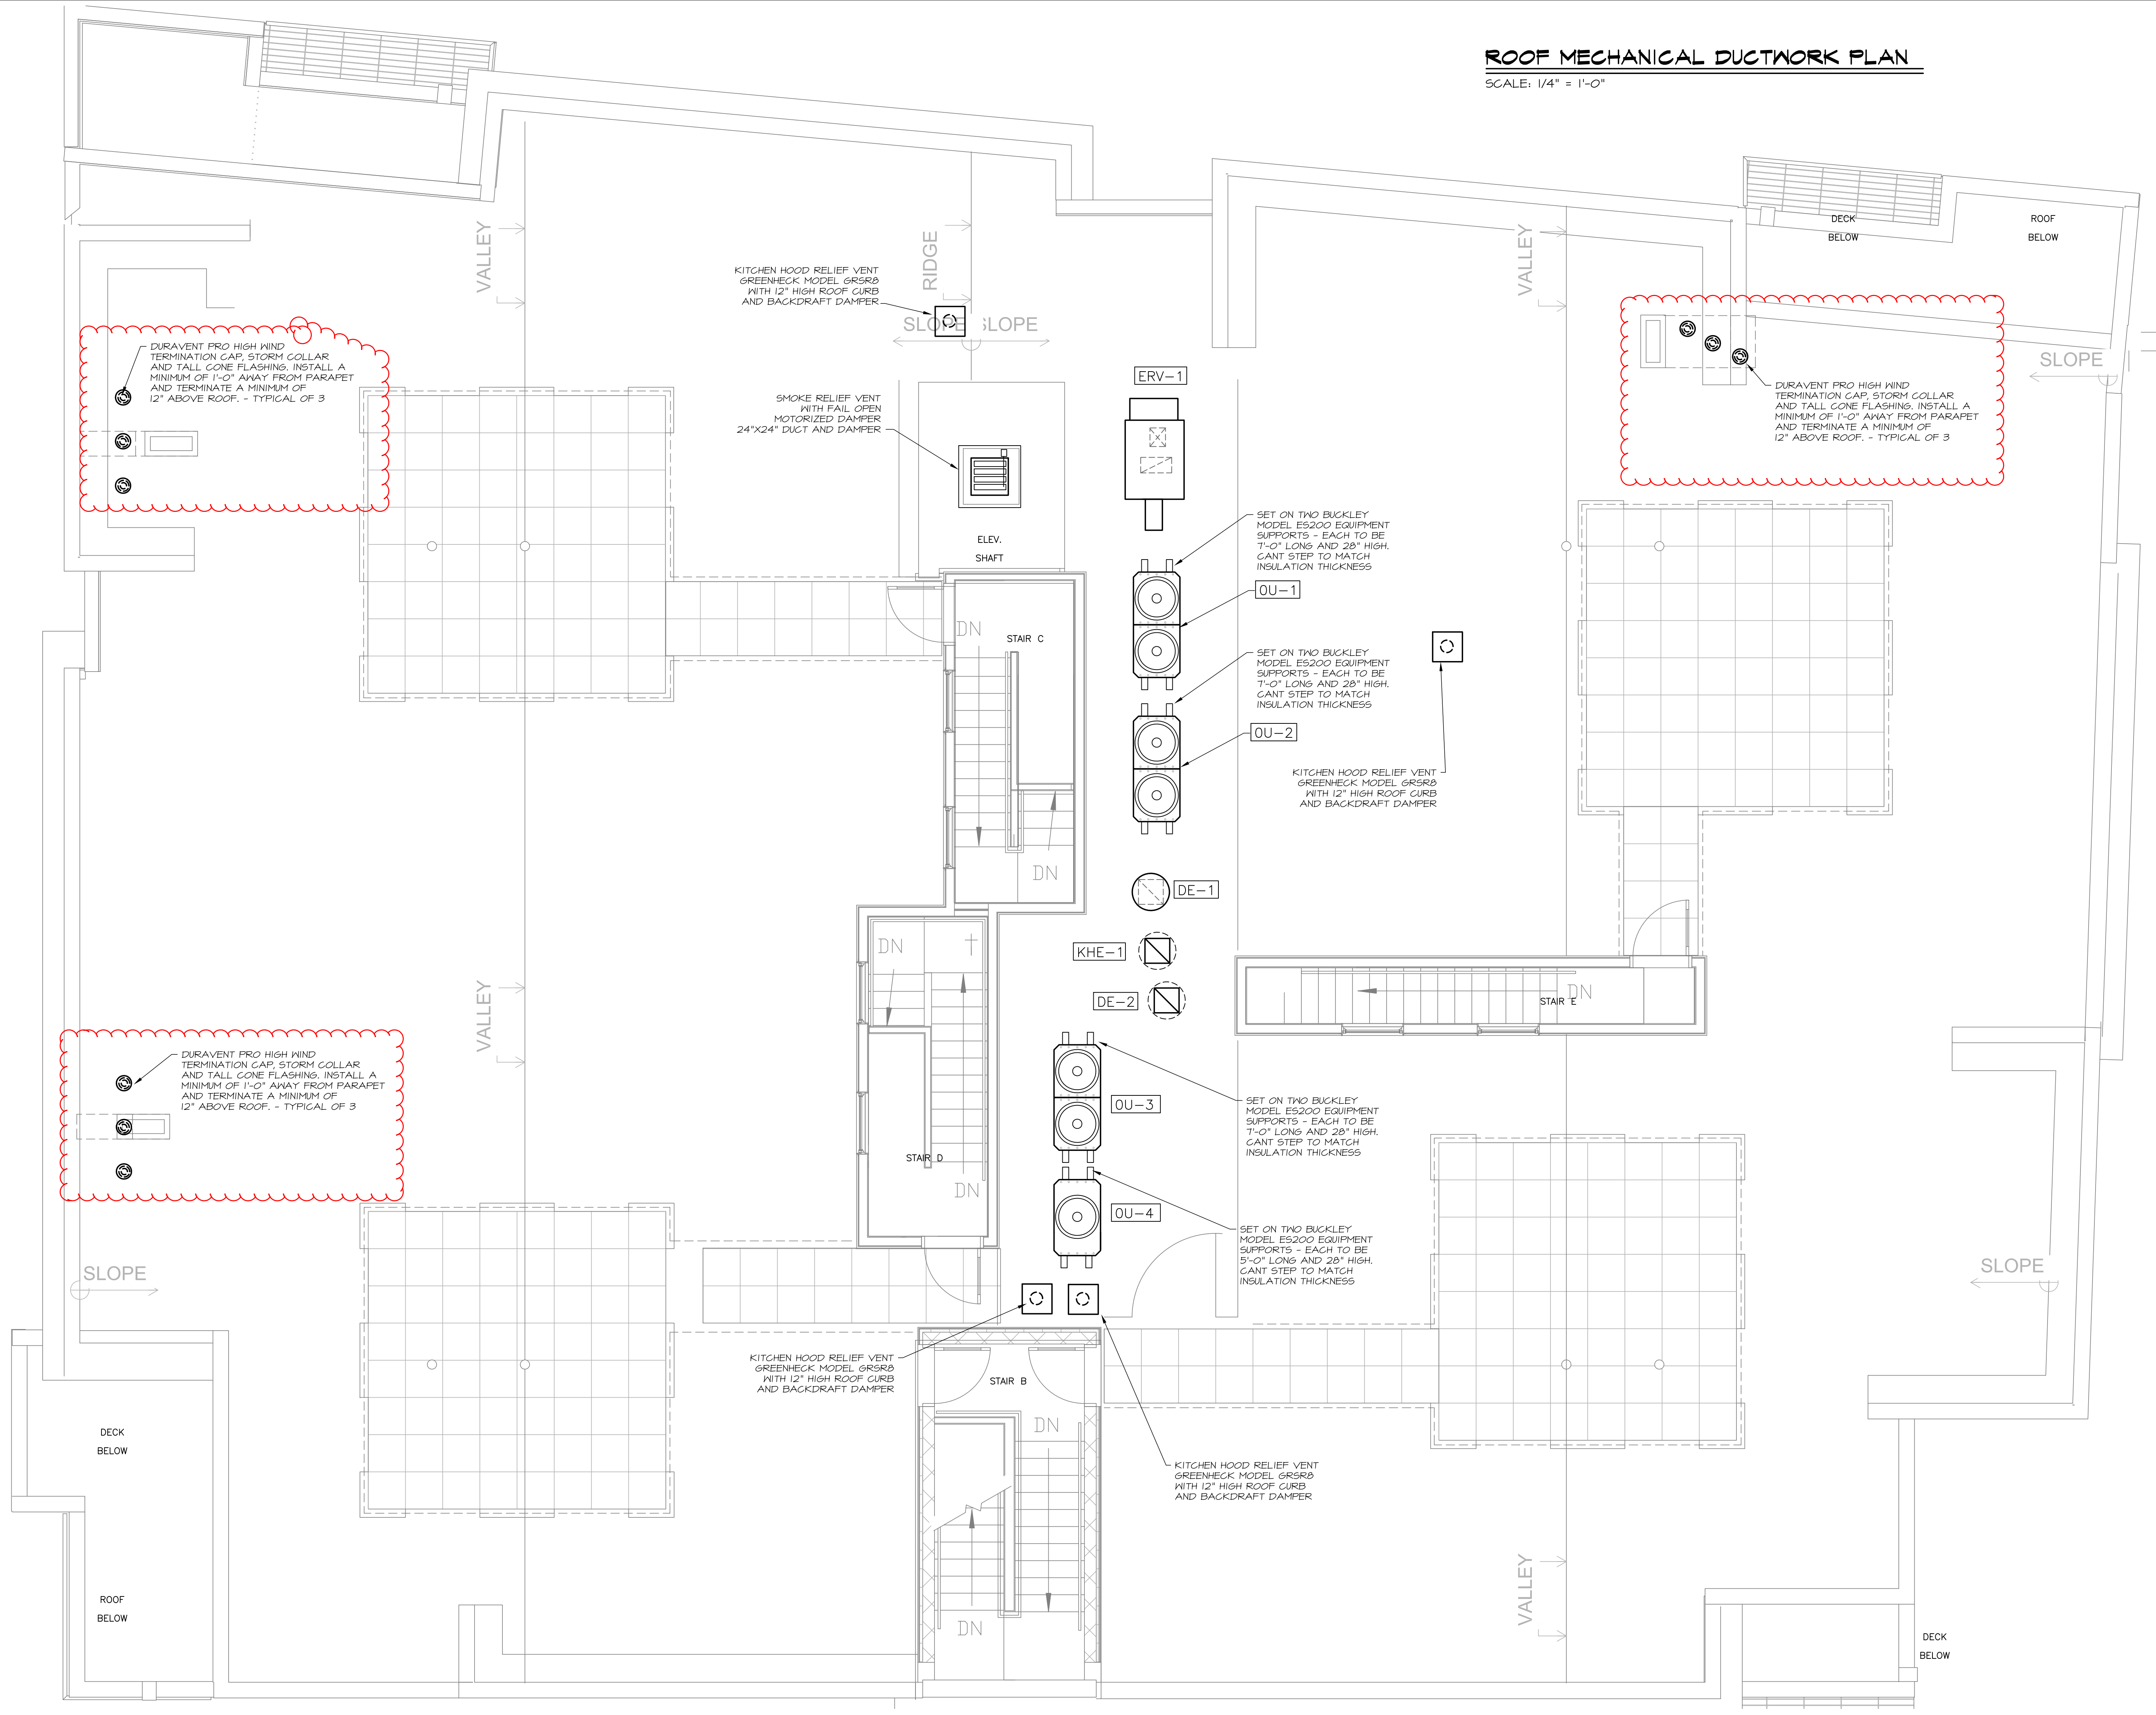 ROOF MECHANICAL DUCTWORK PLAN
SCALE: 1/4" = 1'-0"
VALLEY
RIDGE
VALLEY
DECK
BELOW
ROOF
BELOW
KITCHEN HOOD RELIEF VENT
GREENHECK MODEL GRSR8
WITH 12" HIGH ROOF CURB
AND BACKDRAFT DAMPER
SLOPE
SLOPE
DURAVENT PRO HIGH WIND
TERMINATION CAP, STORM COLLAR
AND TALL CONE FLASHING. INSTALL A
MINIMUM OF 1'-0" AWAY FROM PARAPET
AND TERMINATE A MINIMUM OF
12" ABOVE ROOF. - TYPICAL OF 3
SLOPE
ERV-1
DURAVENT PRO HIGH WIND
TERMINATION CAP, STORM COLLAR
AND TALL CONE FLASHING. INSTALL A
MINIMUM OF 1'-0" AWAY FROM PARAPET
AND TERMINATE A MINIMUM OF
12" ABOVE ROOF. - TYPICAL OF 3
SMOKE RELIEF VENT
WITH FAIL OPEN
MOTORIZED DAMPER
24"X24" DUCT AND DAMPER
ELEV.
SHAFT
SET ON TWO BUCKLEY
MODEL ES200 EQUIPMENT
SUPPORTS - EACH TO BE
7'-0" LONG AND 28" HIGH.
CANT STEP TO MATCH
INSULATION THICKNESS
OU-1
DN
STAIR C
SET ON TWO BUCKLEY
MODEL ES200 EQUIPMENT
SUPPORTS - EACH TO BE
7'-0" LONG AND 28" HIGH.
CANT STEP TO MATCH
INSULATION THICKNESS
OU-2
KITCHEN HOOD RELIEF VENT
GREENHECK MODEL GRSR8
WITH 12" HIGH ROOF CURB
AND BACKDRAFT DAMPER
DN
DE-1
DN
KHE-1
DE-2
DN
STAIR E
VALLEY
DURAVENT PRO HIGH WIND
TERMINATION CAP, STORM COLLAR
AND TALL CONE FLASHING. INSTALL A
MINIMUM OF 1'-0" AWAY FROM PARAPET
AND TERMINATE A MINIMUM OF
12" ABOVE ROOF. - TYPICAL OF 3
OU-3
SET ON TWO BUCKLEY
MODEL ES200 EQUIPMENT
SUPPORTS - EACH TO BE
7'-0" LONG AND 28" HIGH.
CANT STEP TO MATCH
INSULATION THICKNESS
STAIR D
DN
OU-4
SET ON TWO BUCKLEY
MODEL ES200 EQUIPMENT
SUPPORTS - EACH TO BE
5'-0" LONG AND 28" HIGH.
CANT STEP TO MATCH
INSULATION THICKNESS
SLOPE
SLOPE
KITCHEN HOOD RELIEF VENT
GREENHECK MODEL GRSR8
WITH 12" HIGH ROOF CURB
AND BACKDRAFT DAMPER
STAIR B
DN
DECK
BELOW
KITCHEN HOOD RELIEF VENT
GREENHECK MODEL GRSR8
WITH 12" HIGH ROOF CURB
AND BACKDRAFT DAMPER
ROOF
BELOW
DN
VALLEY
DECK
BELOW